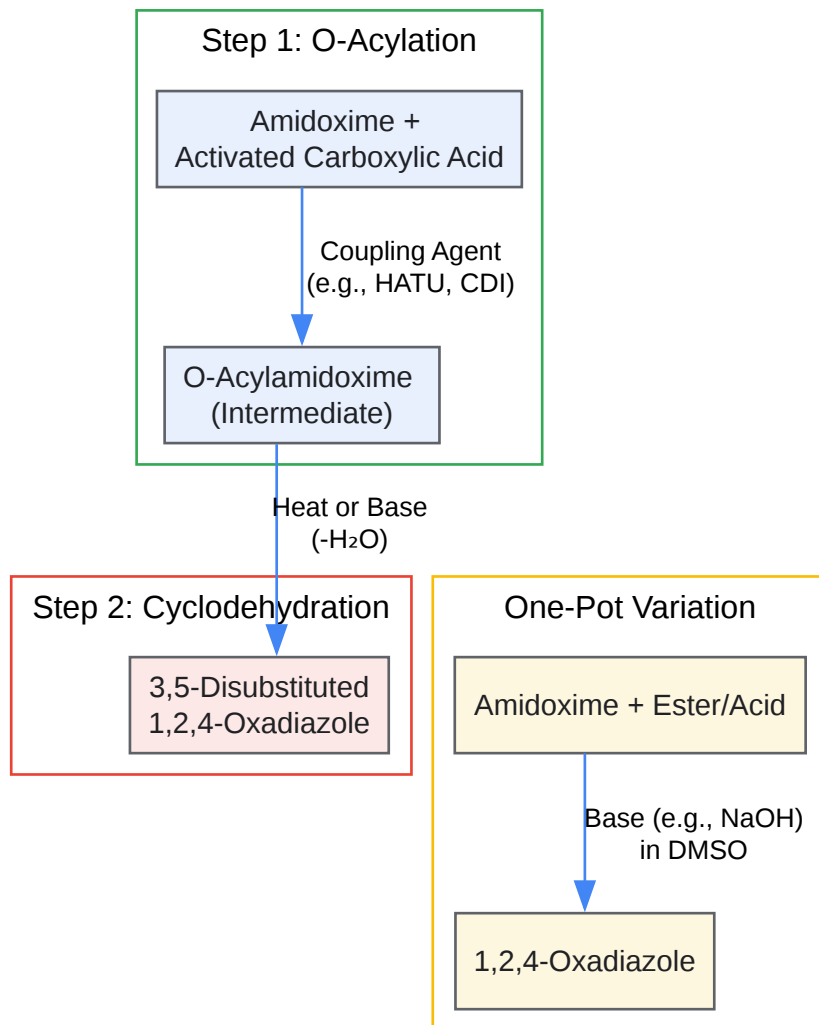 Step 1: O-Acylation
Amidoxime +
Activated Carboxylic Acid
Coupling Agent
(e.g., HATU, CDI)
O-Acylamidoxime
(Intermediate)
Heat or Base
(-H₂O)
Step 2: Cyclodehydration
3,5-Disubstituted
1,2,4-Oxadiazole
One-Pot Variation
Amidoxime + Ester/Acid
Base (e.g., NaOH)
in DMSO
1,2,4-Oxadiazole